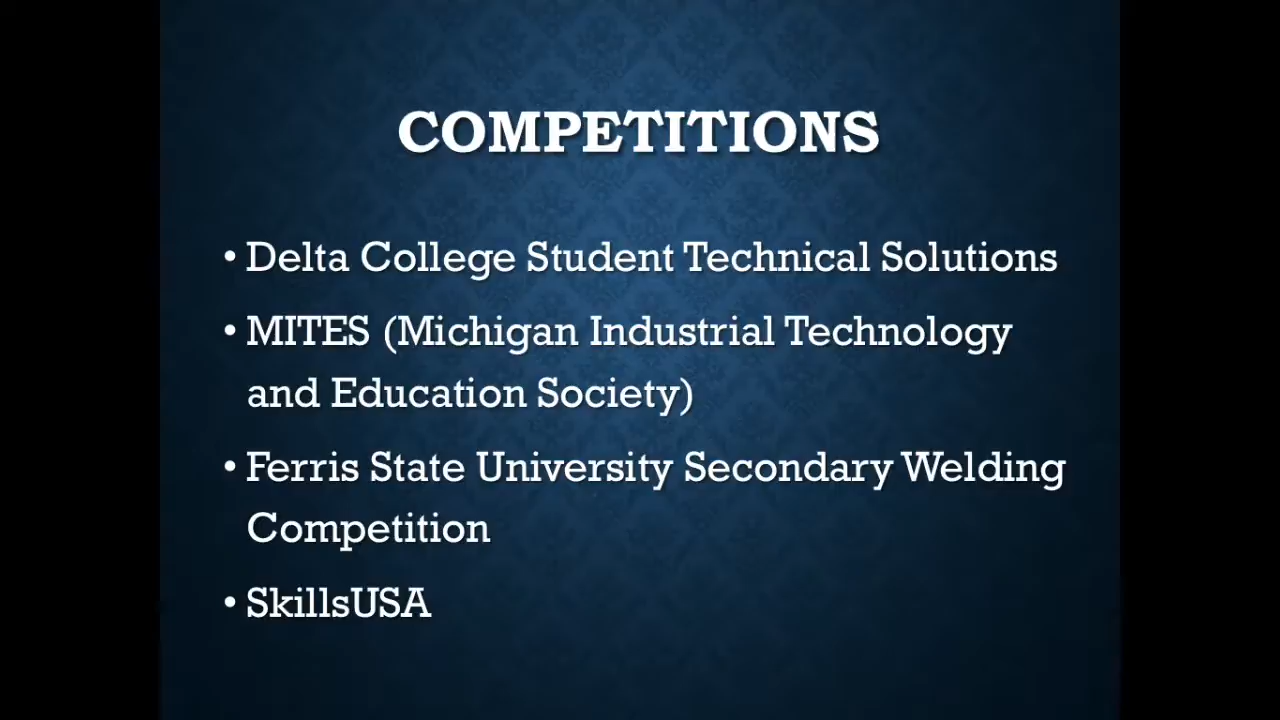 COMPETITIONS
• Delta College Student Technical Solutions
• MITES (Michigan Industrial Technology
and Education Society)
• Ferris State University Secondary Welding
Competition
• SkillsUSA